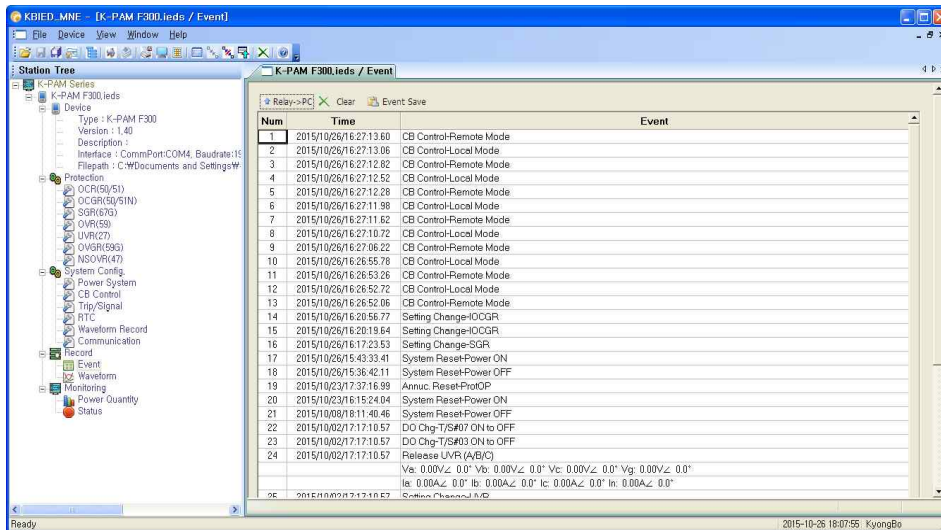 KBIED_MNE - [K-PAM F300.ieds / Event]
File Device View Window Help
Station Tree
K-PAM Series
K-PAM F300.ieds
Device
Type : K-PAM F300
Version : 1,40
Description :
Interface : CommPort:COM4, Baudrate:19
Filepath : C:₩Documents and Settings₩
Protection
OCR(50/51)
OCGR(50/51N)
SGR(67G)
OVR(59)
UVR(27)
OVGR(59G)
NSOVR(47)
System Config,
Power System
CB Control
Trip/Signal
RTC
Waveform Record
Communication
Record
Event
Waveform
Monitoring
Power Quantity
Status
K-PAM F300.ieds / Event
Relay->PC Clear Event Save
Num Time Event
1 2015/10/26/16:27:13.60 CB Control-Remote Mode
2 2015/10/26/16:27:13.06 CB Control-Local Mode
3 2015/10/26/16:27:12.82 CB Control-Remote Mode
4 2015/10/26/16:27:12.52 CB Control-Local Mode
5 2015/10/26/16:27:12.28 CB Control-Remote Mode
6 2015/10/26/16:27:11.98 CB Control-Local Mode
7 2015/10/26/16:27:11.62 CB Control-Remote Mode
8 2015/10/26/16:27:10.72 CB Control-Local Mode
9 2015/10/26/16:27:06.22 CB Control-Remote Mode
10 2015/10/26/16:26:55.78 CB Control-Local Mode
11 2015/10/26/16:26:53.26 CB Control-Remote Mode
12 2015/10/26/16:26:52.72 CB Control-Local Mode
13 2015/10/26/16:26:52.06 CB Control-Remote Mode
14 2015/10/26/16:20:56.77 Setting Change-IOCGR
15 2015/10/26/16:20:19.64 Setting Change-IOCGR
16 2015/10/26/16:17:23.53 Setting Change-SGR
17 2015/10/26/15:43:33.41 System Reset-Power ON
18 2015/10/26/15:36:42.11 System Reset-Power OFF
19 2015/10/23/17:37:16.99 Annuc. Reset-ProtOP
20 2015/10/23/16:15:24.04 System Reset-Power ON
21 2015/10/08/18:11:40.46 System Reset-Power OFF
22 2015/10/02/17:17:10.57 DO Chg-T/S#07 ON to OFF
23 2015/10/02/17:17:10.57 DO Chg-T/S#03 ON to OFF
24 2015/10/02/17:17:10.57 Release UVR (A/B/C)
Va: 0.00V∠ 0.0° Vb: 0.00V∠ 0.0° Vc: 0.00V∠ 0.0° Vg: 0.00V∠ 0.0°
Ia: 0.00A∠ 0.0° Ib: 0.00A∠ 0.0° Ic: 0.00A∠ 0.0° In: 0.00A∠ 0.0°
25 2015/10/02/17:17:10.57 Setting Change-UVR
Ready 2015-10-26 18:07:55 KyongBo